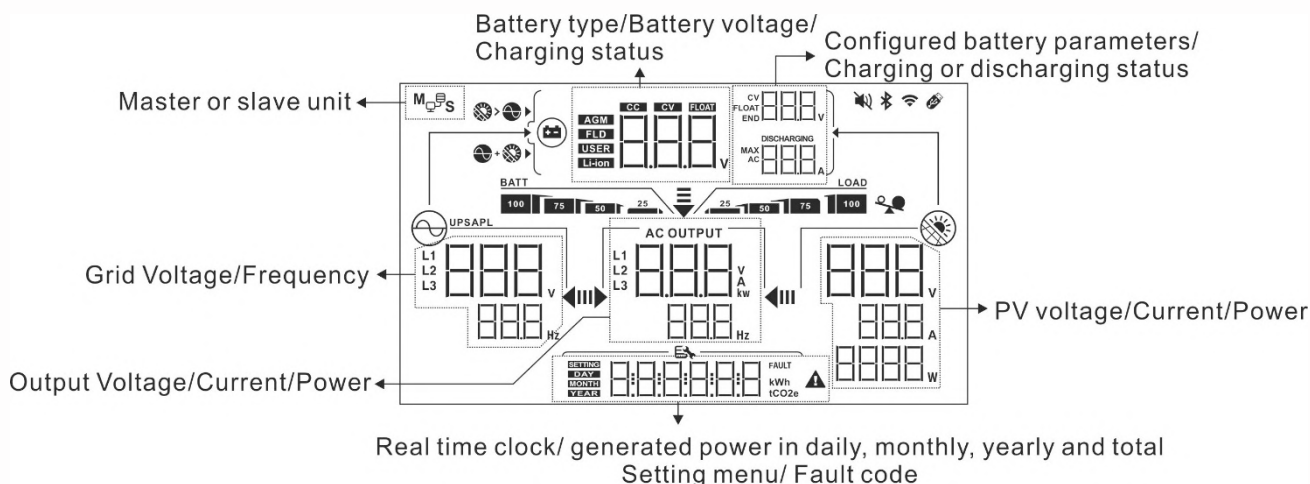 Battery type/Battery voltage/
Charging status
Configured battery parameters/
Charging or discharging status
Master or slave unit
M S
CC CV FLOAT
AGM
FLD
USER
Li-ion
V
CV
FLOAT
END
V
DISCHARGING
MAX
AC
A
BATT
LOAD
100 75 50 25
25 50 75 100
UPSAPL
AC OUTPUT
Grid Voltage/Frequency
L1
L2
L3
V
Hz
L1
L2
L3
V
A
kw
Hz
V
A
W
PV voltage/Current/Power
Output Voltage/Current/Power
SETTING
DAY
MONTH
YEAR
FAULT
kWh
tCO2e
Real time clock/ generated power in daily, monthly, yearly and total
Setting menu/ Fault code